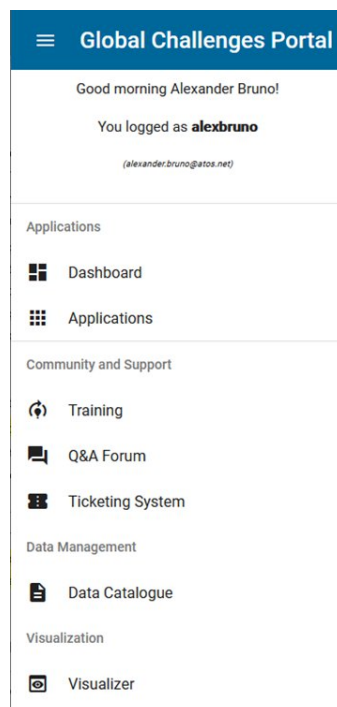 Global Challenges Portal
Good morning Alexander Bruno!
You logged as alexbruno
(alexander.bruno@atos.net)
Applications
Dashboard
Applications
Community and Support
Training
Q&A Forum
Ticketing System
Data Management
Data Catalogue
Visualization
Visualizer